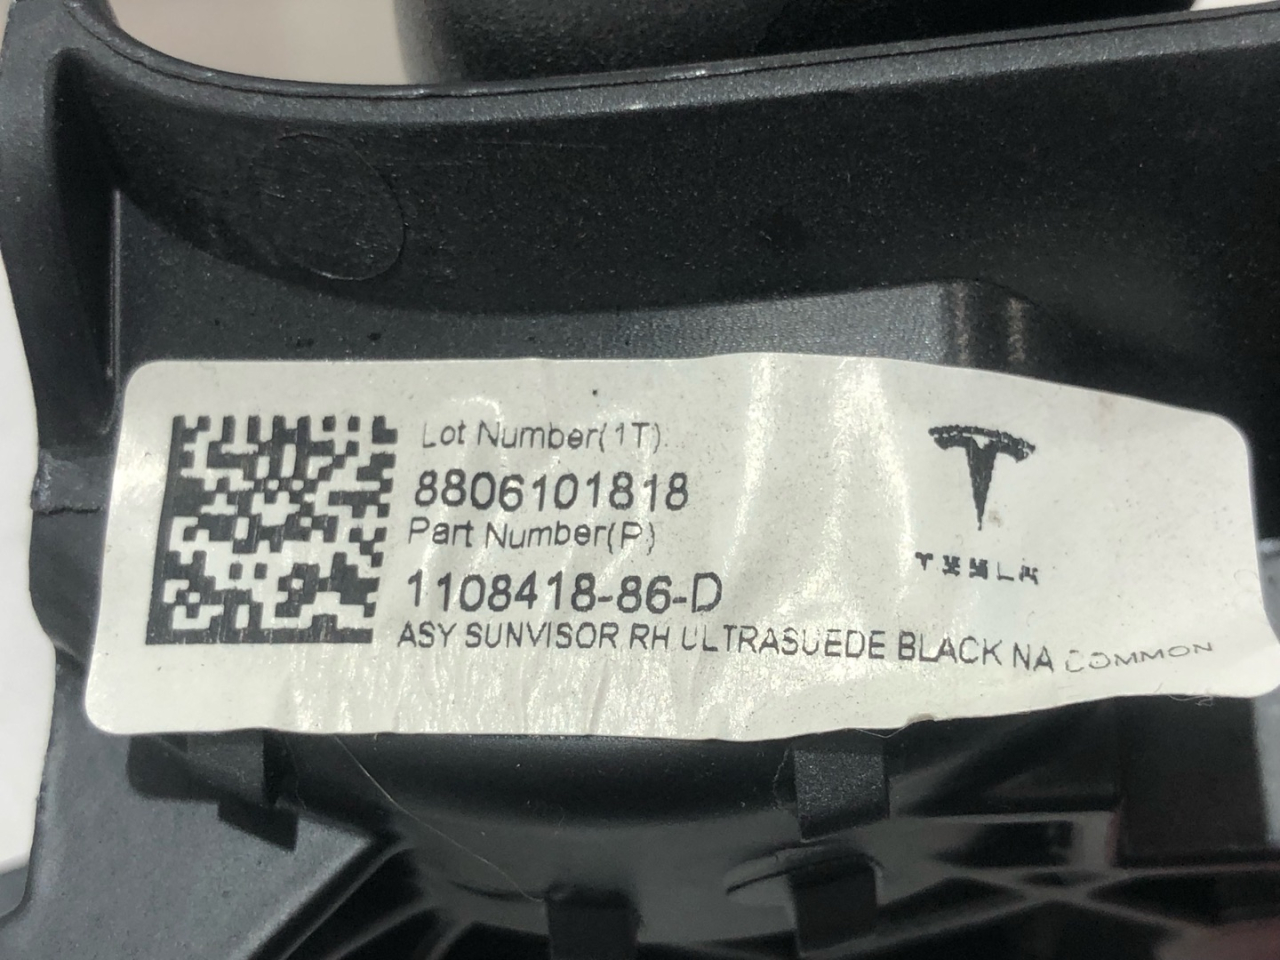 Lot Number(1T)
8806101818
Part Number(P)
1108418-86-D
ASY SUNVISOR RH ULTRASUEDE BLACK NA COMMON
TESLA